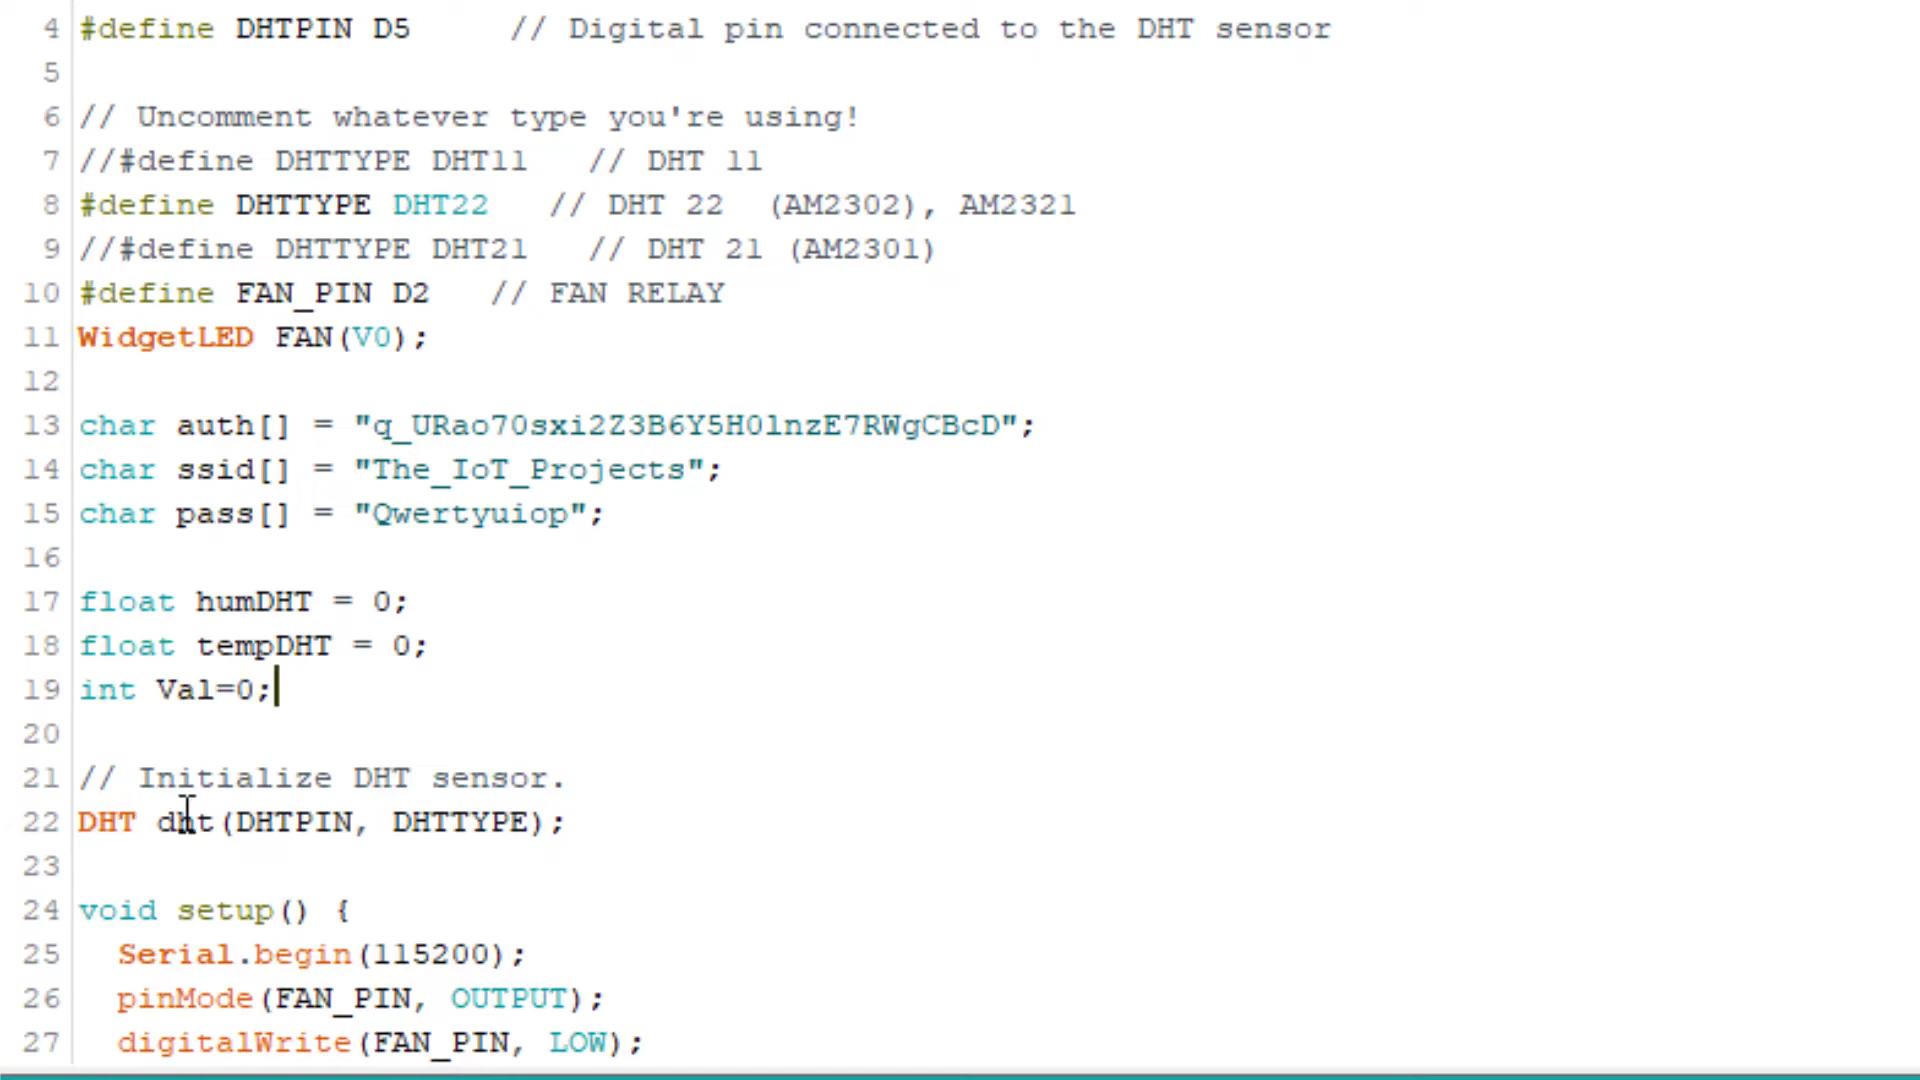 4 #define DHTPIN D5     // Digital pin connected to the DHT sensor
5
6 // Uncomment whatever type you're using!
7 //#define DHTTYPE DHT11   // DHT 11
8 #define DHTTYPE DHT22   // DHT 22  (AM2302), AM2321
9 //#define DHTTYPE DHT21   // DHT 21 (AM2301)
10 #define FAN_PIN D2   // FAN RELAY
11 WidgetLED FAN(V0);
12
13 char auth[] = "q_URao70sxi2Z3B6Y5H0lnzE7RWgCBcD";
14 char ssid[] = "The_IoT_Projects";
15 char pass[] = "Qwertyuiop";
16
17 float humDHT = 0;
18 float tempDHT = 0;
19 int Val=0;
20
21 // Initialize DHT sensor.
22 DHT dht(DHTPIN, DHTTYPE);
23
24 void setup() {
25   Serial.begin(115200);
26   pinMode(FAN_PIN, OUTPUT);
27   digitalWrite(FAN_PIN, LOW);